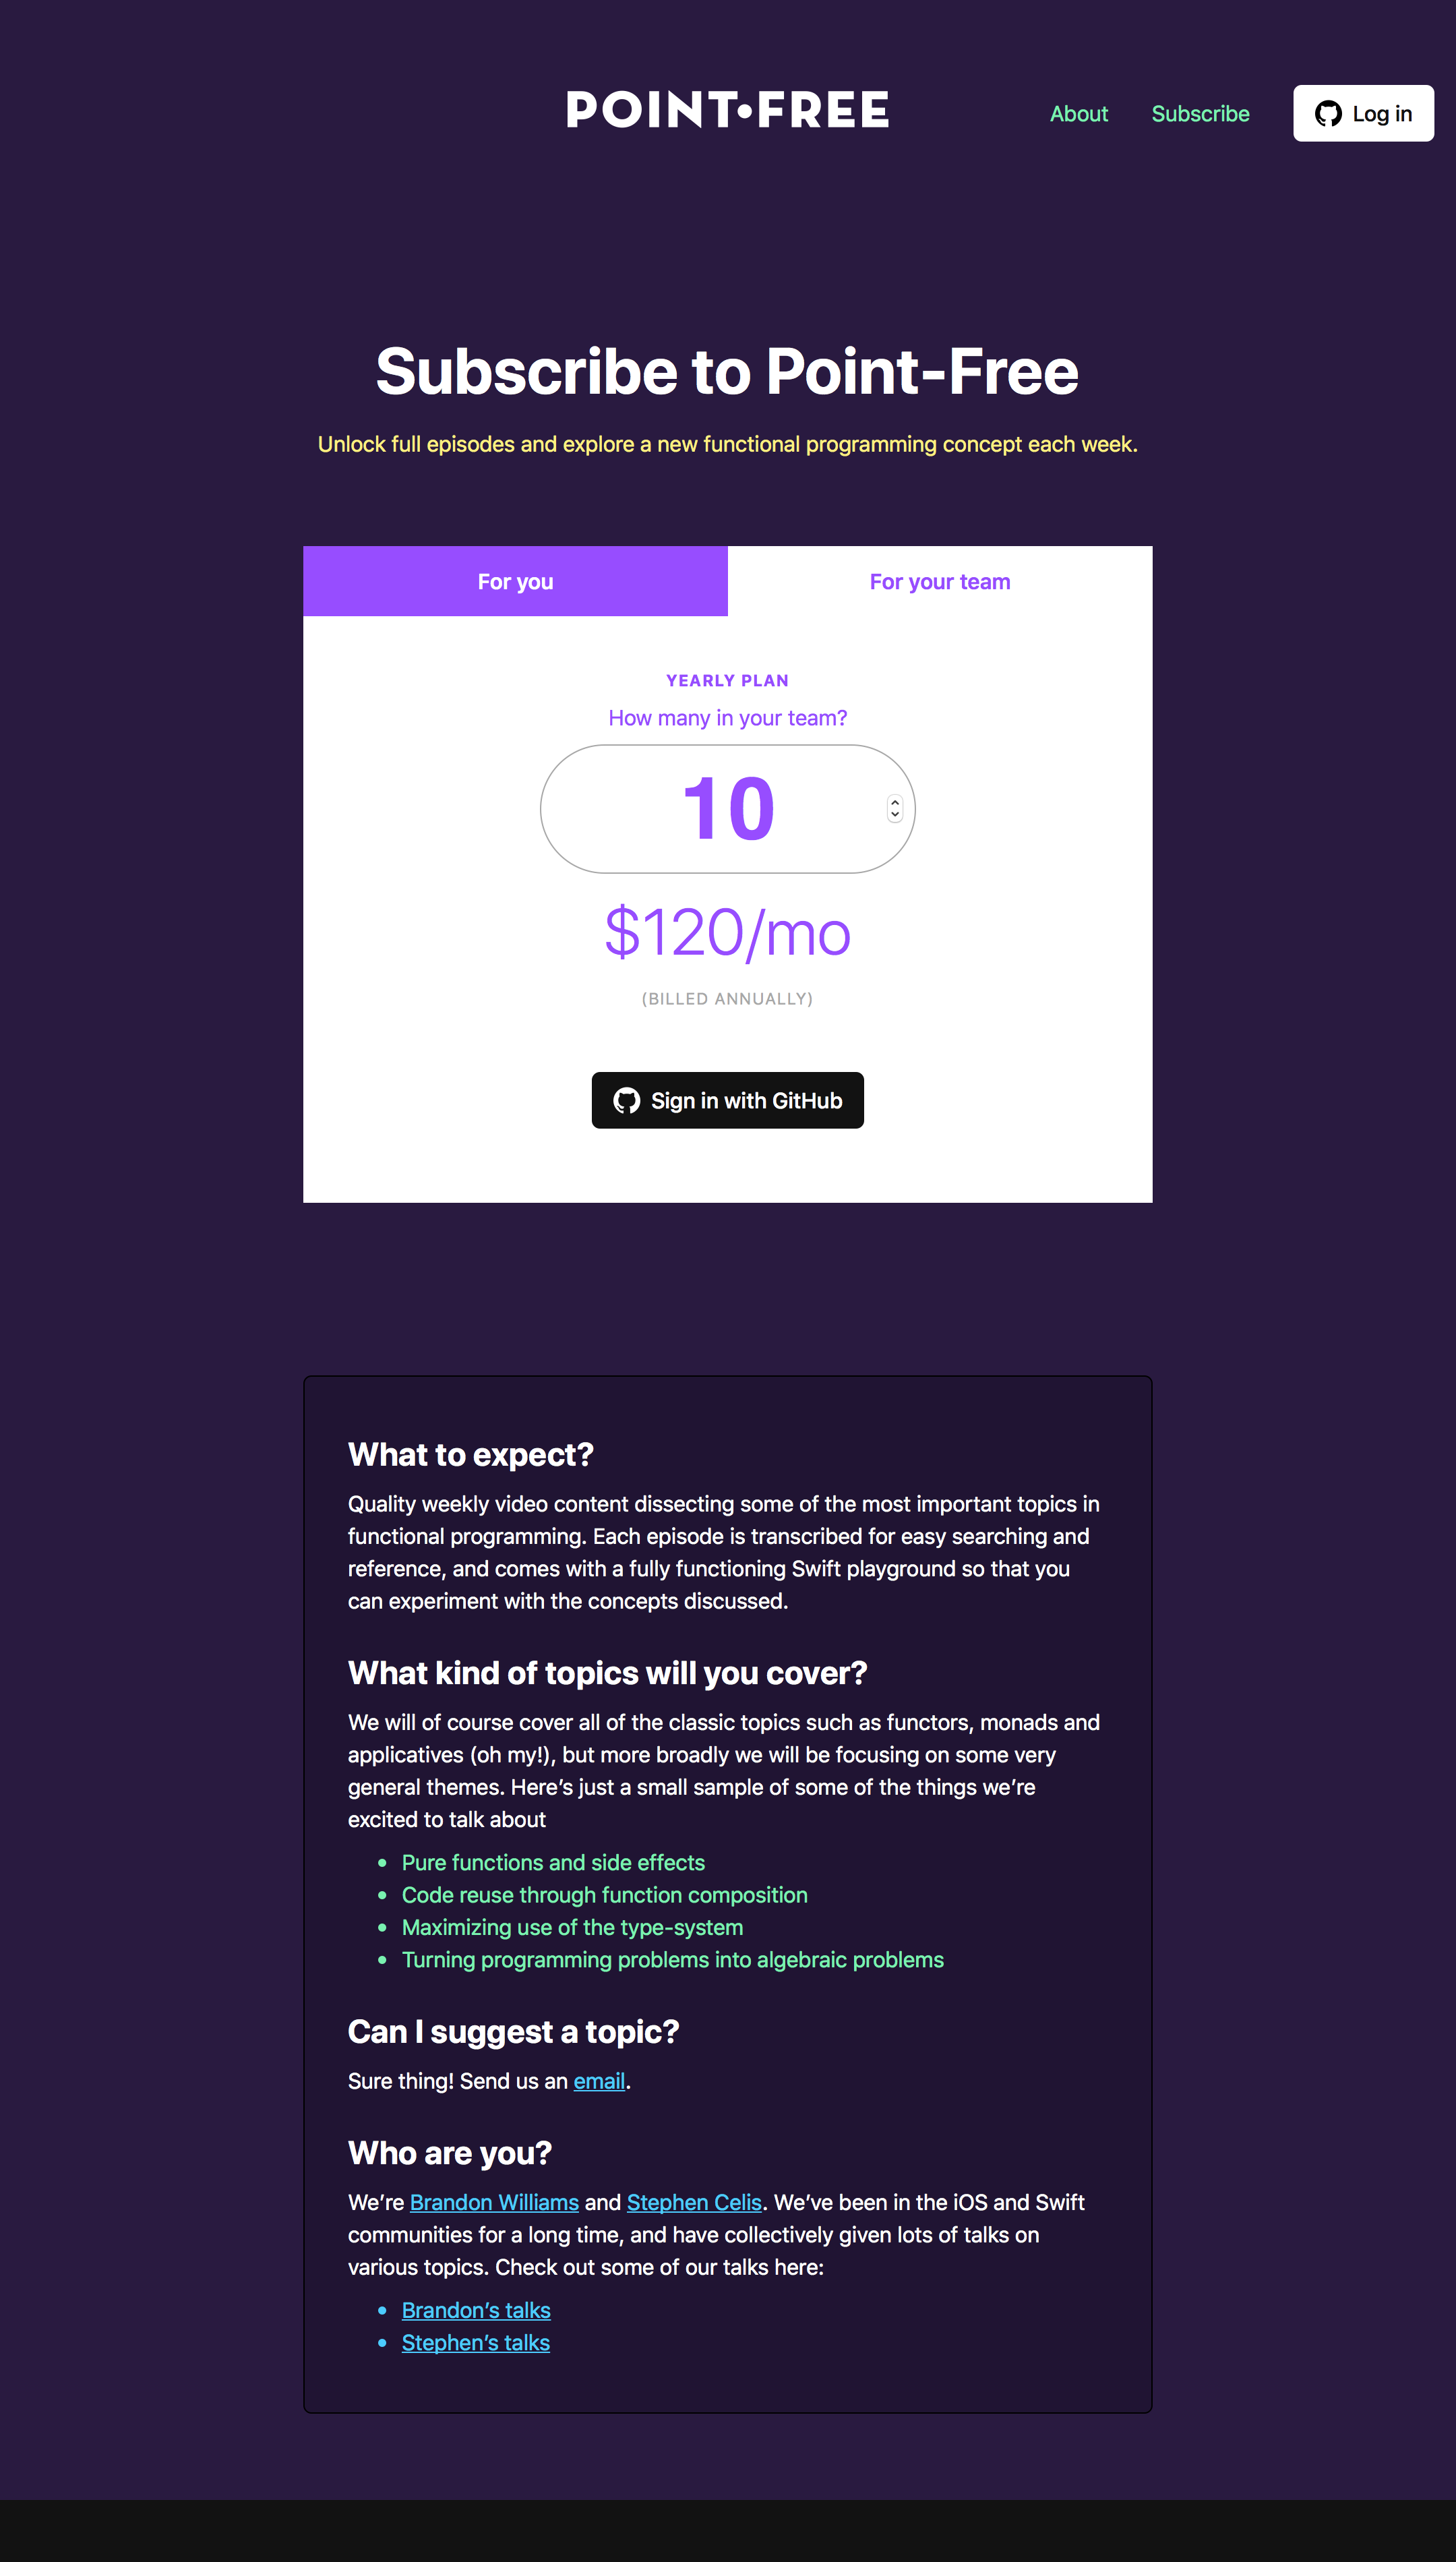 POINT•FREE
About
Subscribe
Log in
Subscribe to Point-Free
Unlock full episodes and explore a new functional programming concept each week.
For you
For your team
YEARLY PLAN
How many in your team?
10
$120/mo
(BILLED ANNUALLY)
Sign in with GitHub
What to expect?
Quality weekly video content dissecting some of the most important topics in
functional programming. Each episode is transcribed for easy searching and
reference, and comes with a fully functioning Swift playground so that you
can experiment with the concepts discussed.
What kind of topics will you cover?
We will of course cover all of the classic topics such as functors, monads and
applicatives (oh my!), but more broadly we will be focusing on some very
general themes. Here’s just a small sample of some of the things we’re
excited to talk about
• Pure functions and side effects
• Code reuse through function composition
• Maximizing use of the type-system
• Turning programming problems into algebraic problems
Can I suggest a topic?
Sure thing! Send us an email.
Who are you?
We’re Brandon Williams and Stephen Celis. We’ve been in the iOS and Swift
communities for a long time, and have collectively given lots of talks on
various topics. Check out some of our talks here:
• Brandon’s talks
• Stephen’s talks